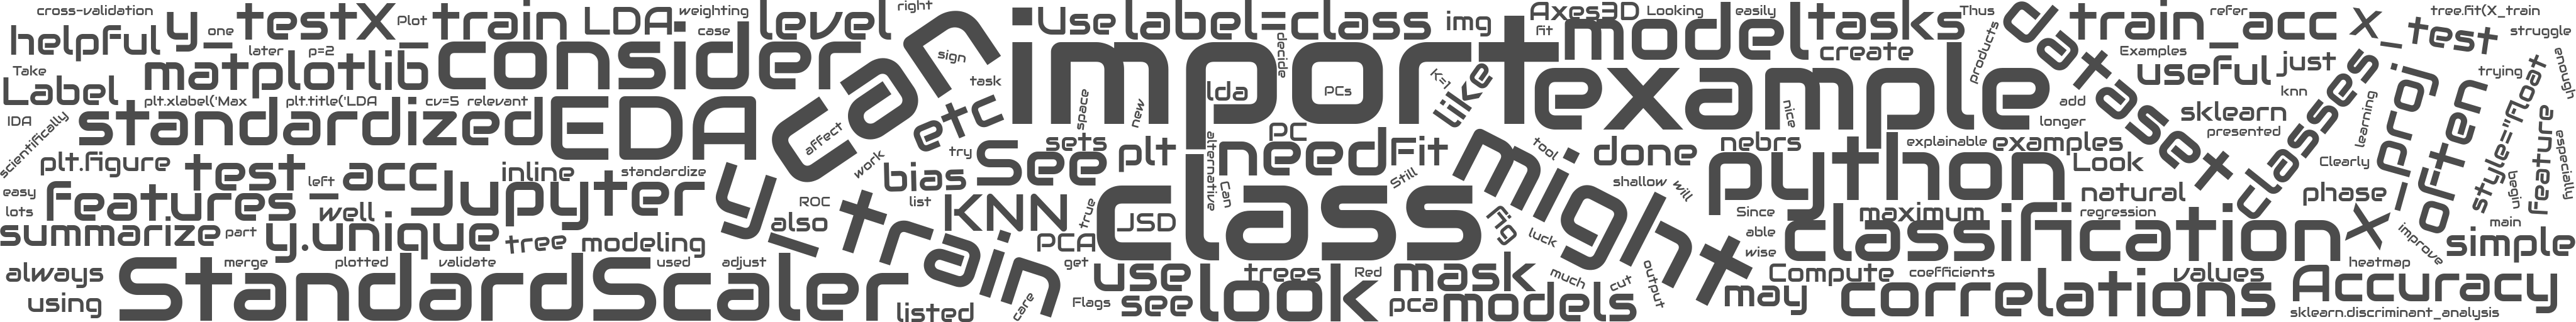 cross-validation
helpful
y_test
one
X_train
Plot
LDA
weighting
case
level
right
can
import
Use
label=class
img
Axes3D
fit
Looking
model
easily
tasks
Thus
create
dataset
train_acc
refer
X_test
tree.fit(X_train
struggle
Take
later
p=2
matplotlib
consider
sign
task
decide
lda
PCs
K=1
like
example
products
Examples
useful
just
knn
trying
enough
Label
plt.xlabel('Max
plt.title('LDA
cv=5
relevant
IDA
scientifically
standardized
EDA
affect
etc
space
new
nice
add
longer
sklearn
presented
classes
learning
X_proj
often
style="float
feature
espacially
plt.figure
test_acc
inline
standardize
work
try
See
sets
plt
alternative
PC
need
Fit
Still
might
tool
done
nebrs
explainable
examples
python
Look
Clearly
phase
bagin
easy
lots
features
left
well
Jupyter
y_train
ROC
also
bias
list
KNN
true
Can
class
JSD
fig
luck
shallow
will
Since
able
wise
maximum
regression
natural
classification
main
improve
simple
summarize
part
y.unique
tree
modeling
PCA
get
always
using
merge
plotted
validate
used
adjust
StandardScaler
listed
care
Flags
use
see
trees
look
Red
mask
pca
models
much
cut
output
may
Compute
coefficients
values
correlations
heatmap
Accuracy
sklearn.discriminant_analysis